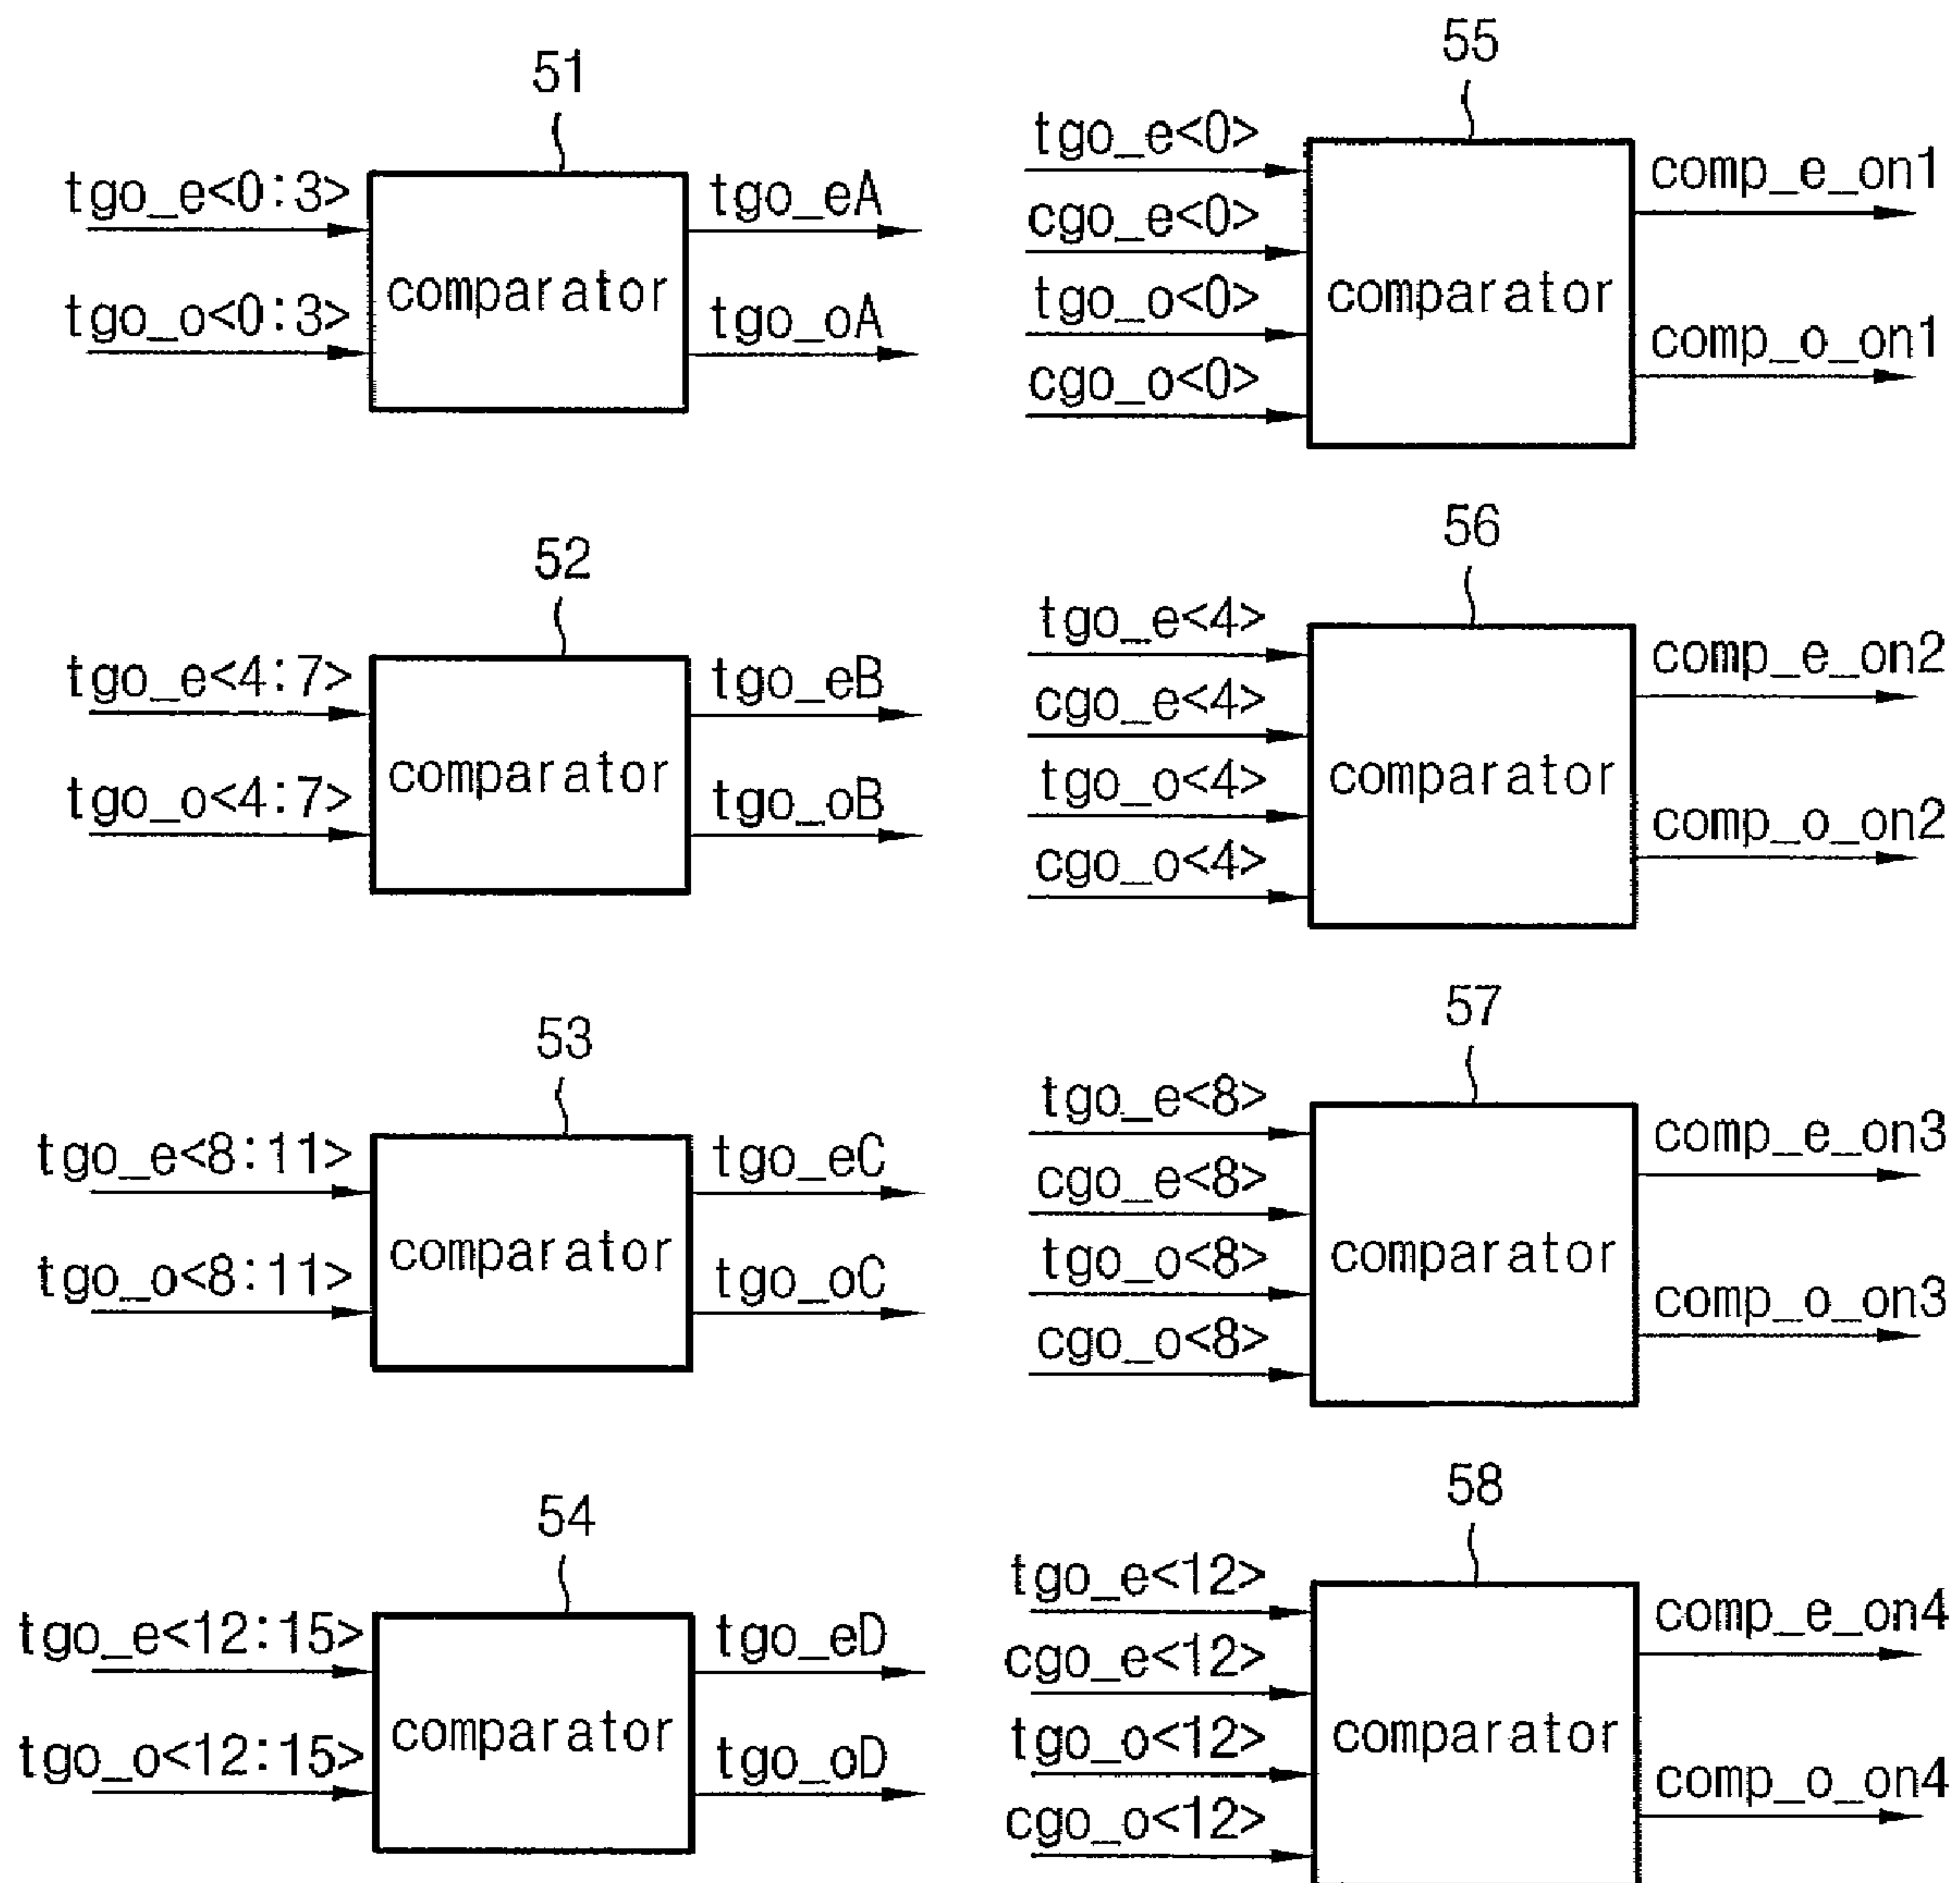 51
tgo_e<0:3>
tgo_o<0:3>
comparator
tgo_eA
tgo_oA
52
tgo_e<4:7>
tgo_o<4:7>
comparator
tgo_eB
tgo_oB
53
tgo_e<8:11>
tgo_o<8:11>
comparator
tgo_eC
tgo_oC
54
tgo_e<12:15>
tgo_o<12:15>
comparator
tgo_eD
tgo_oD
55
tgo_e<0>
cgo_e<0>
tgo_o<0>
cgo_o<0>
comparator
comp_e_on1
comp_o_on1
56
tgo_e<4>
cgo_e<4>
tgo_o<4>
cgo_o<4>
comparator
comp_e_on2
comp_o_on2
57
tgo_e<8>
cgo_e<8>
tgo_o<8>
cgo_o<8>
comparator
comp_e_on3
comp_o_on3
58
tgo_e<12>
cgo_e<12>
tgo_o<12>
cgo_o<12>
comparator
comp_e_on4
comp_o_on4